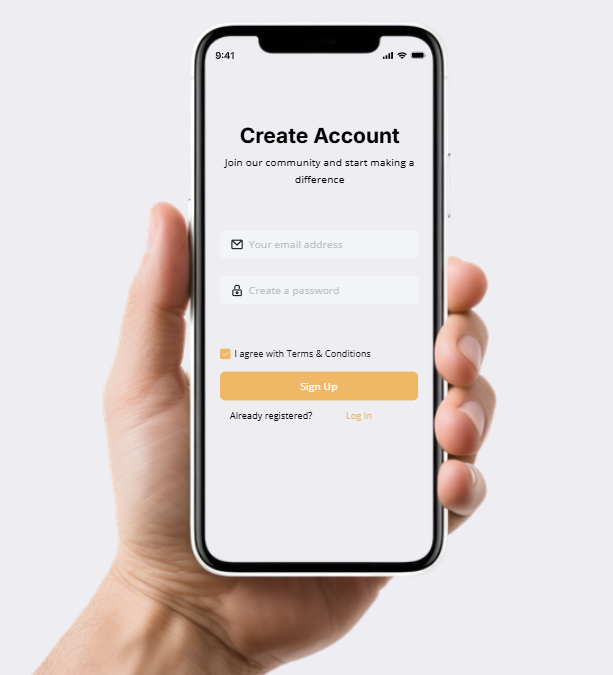 9:41
Create Account
Join our community and start making a
difference
Your email address
Create a password
I agree with Terms & Conditions
Sign Up
Already registered? Log In